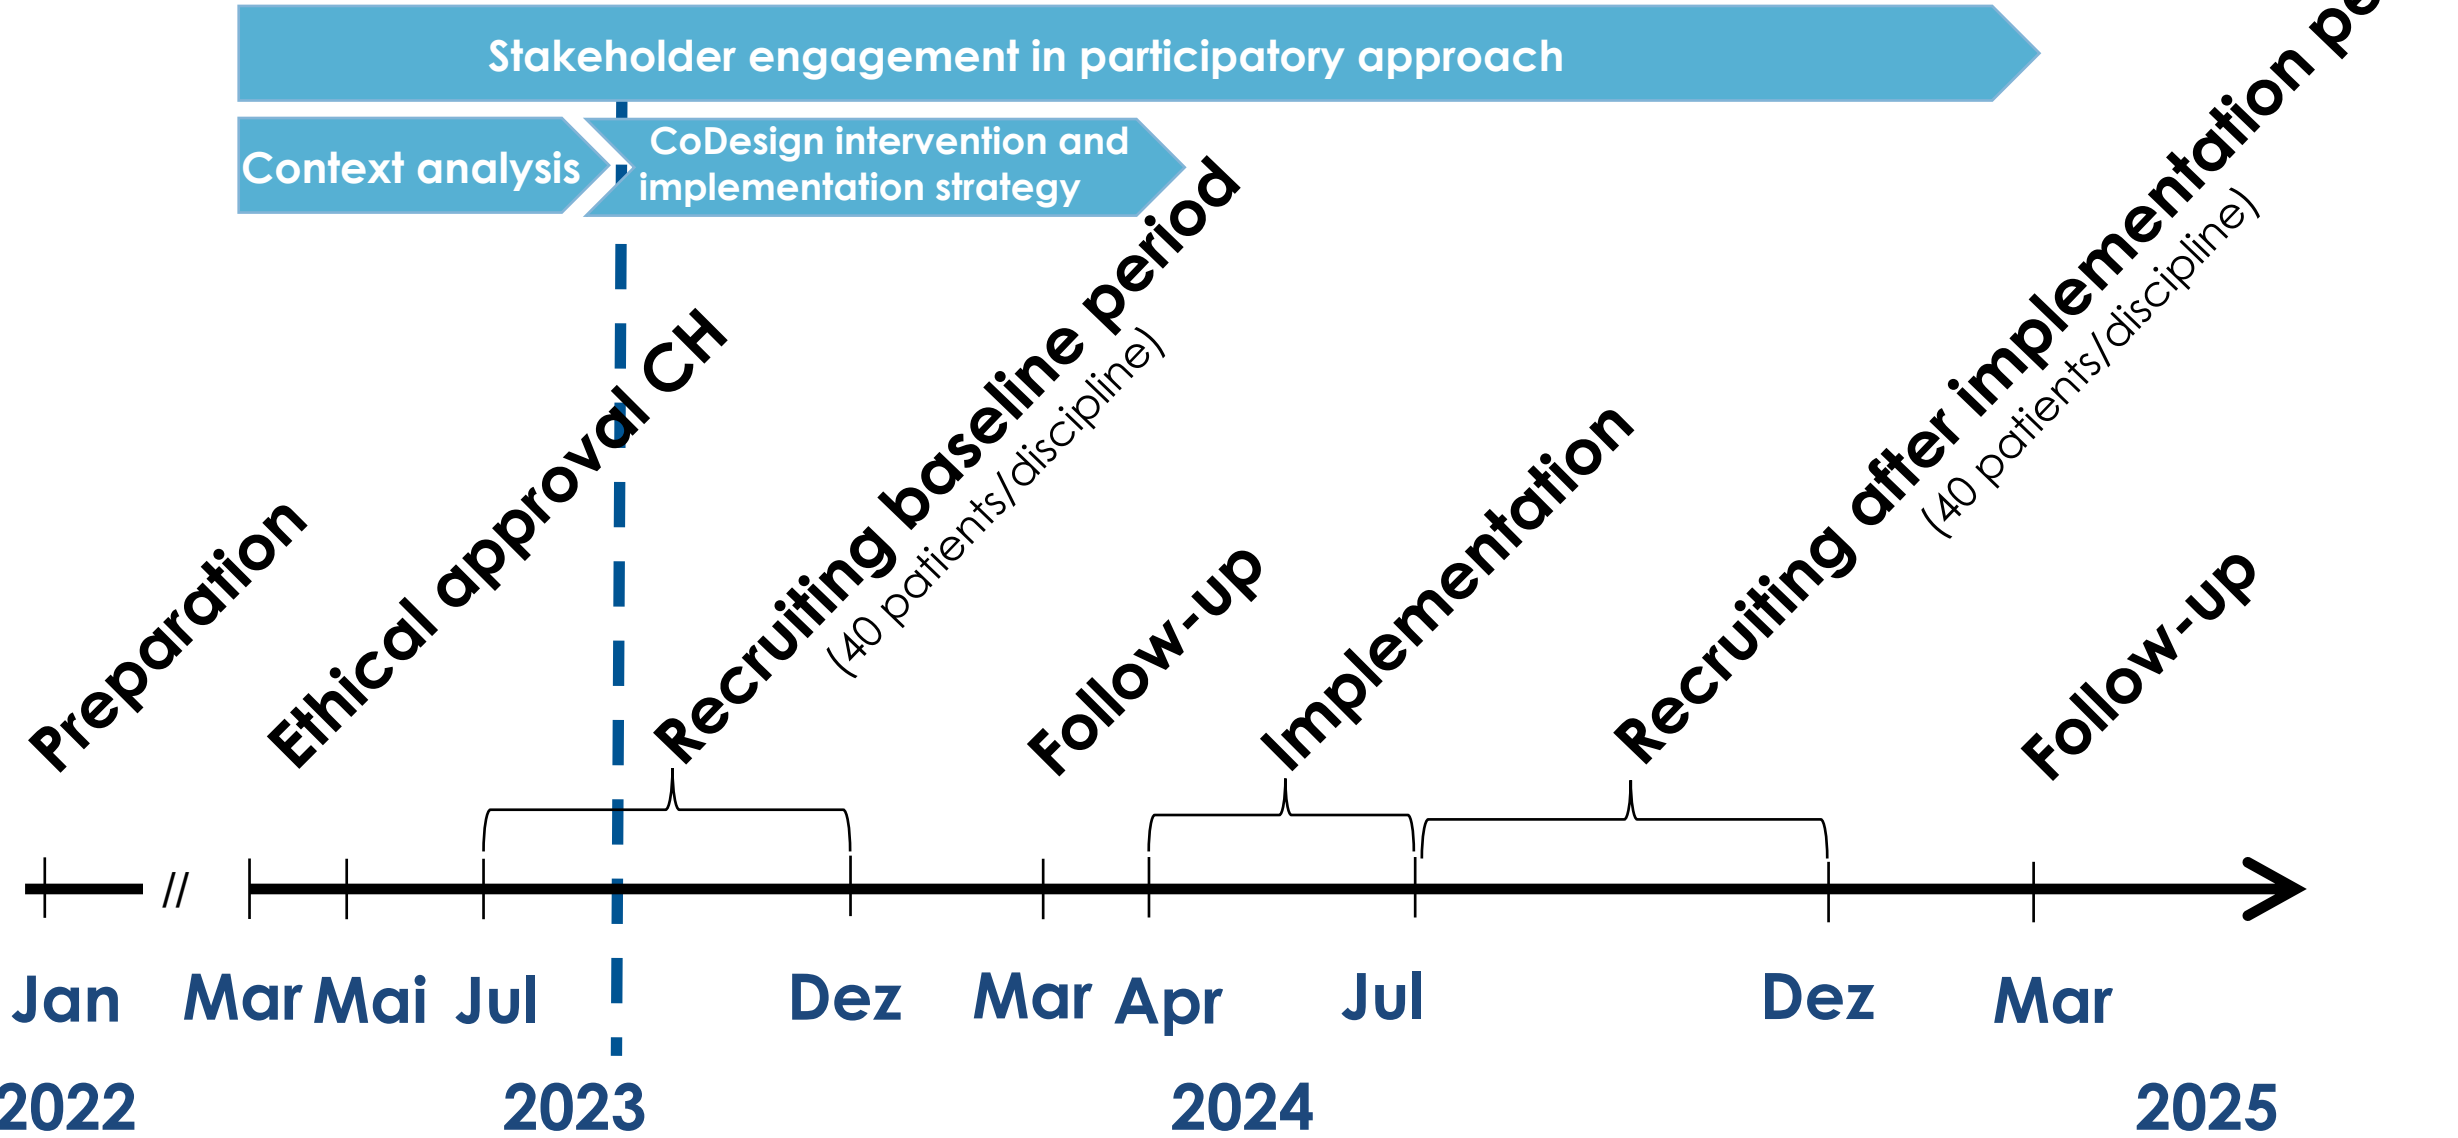 Stakeholder engagement in participatory approach
Context analysis
CoDesign intervention and
implementation strategy
Preparation
Ethical approval CH
Recruiting baseline period
(40 patients/discipline)
Follow-up
Implementation
Recruiting after implementation pe
(40 patients/discipline)
Follow-up
//
Jan Mar Mai Jul Dez Mar Apr Jul Dez Mar
2022 2023 2024 2025